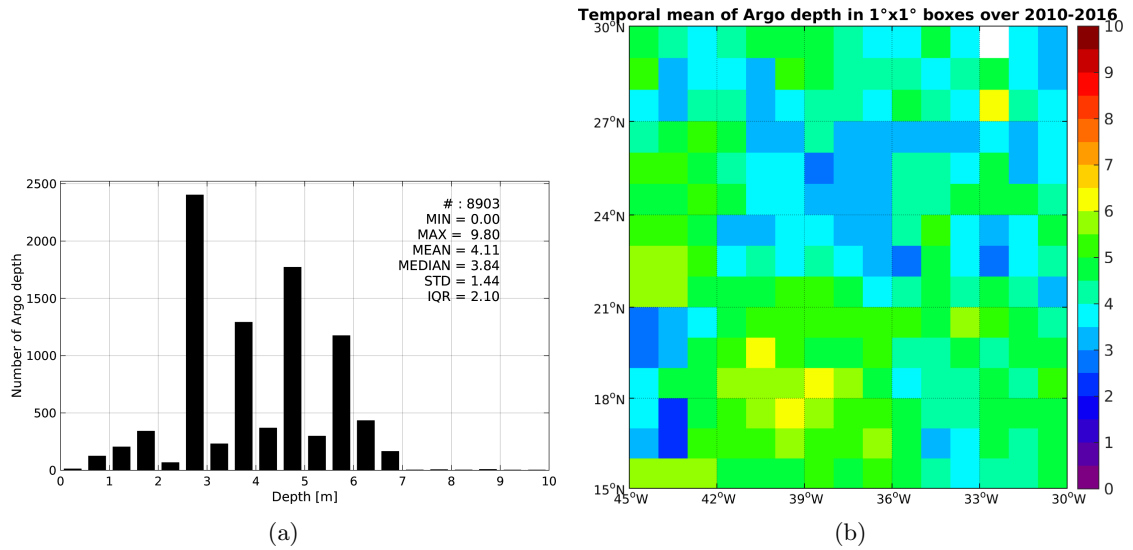 Temporal mean of Argo depth in 1°x1° boxes over 2010-2016
2500
2000
1500
1000
500
0
Number of Argo depth
# : 8903
MIN = 0.00
MAX = 9.80
MEAN = 4.11
MEDIAN = 3.84
STD = 1.44
IQR = 2.10
0 1 2 3 4 5 6 7 8 9 10
Depth [m]
(a)
30°N
27°N
24°N
21°N
18°N
15°N
45°W 42°W 39°W 36°W 33°W 30°W
10
9
8
7
6
5
4
3
2
1
0
(b)